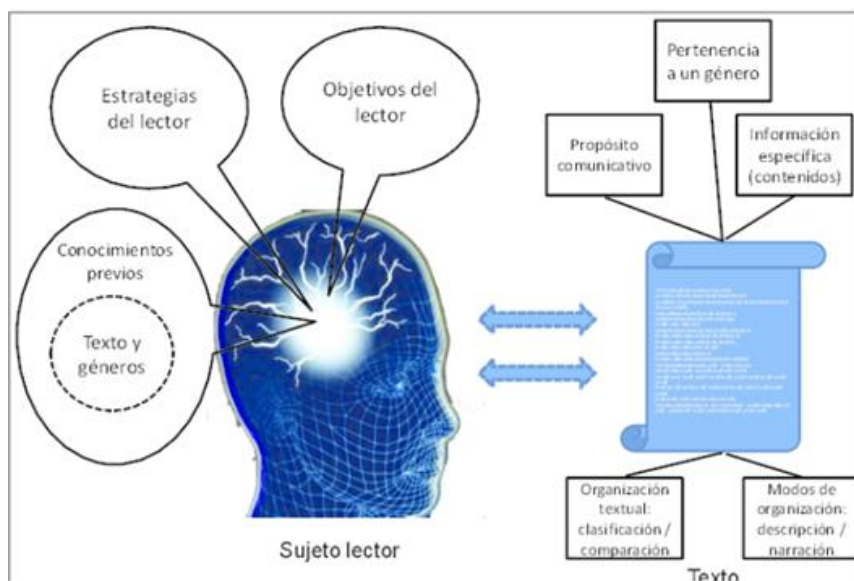 Estrategias
del lector
Objetivos del
lector
Conocimientos
previos
Texto y
géneros
Sujeto lector
Pertenencia
a un género
Propósito
comunicativo
Información
específica
(contenidos)
Organización
textual:
clasificación /
comparación
Modos de
organización:
descripción /
narración
Texto